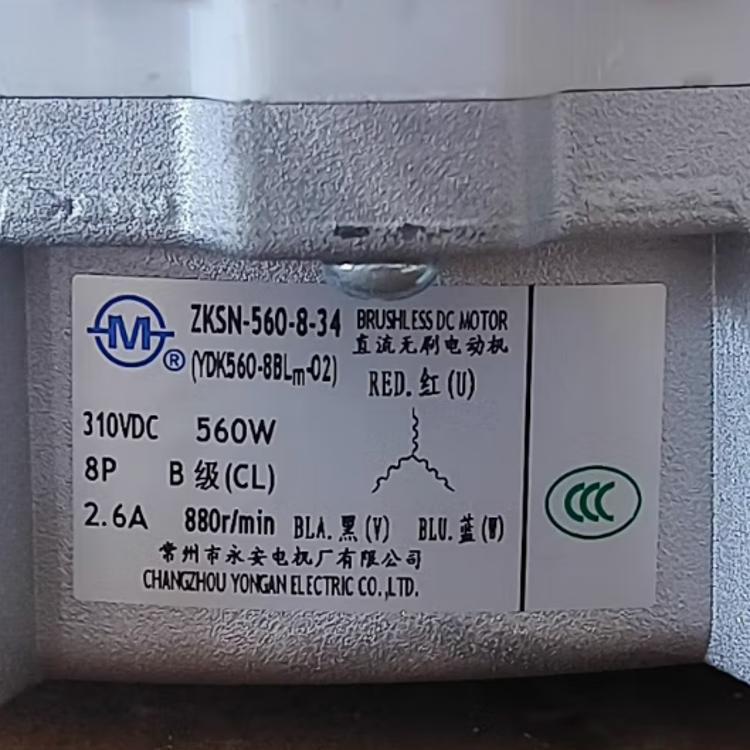 M
®
ZKSN-560-8-34
BRUSHLESS DC MOTOR
直流无刷电动机
(YDK560-8BLm-02)
RED.红(U)
310VDC 560W
8P B级(CL)
2.6A 880r/min
BLA.黑(V) BLU.蓝(W)
常州市永安电机厂有限公司
CHANGZHOU YONGAN ELECTRIC CO.,LTD.
CCC